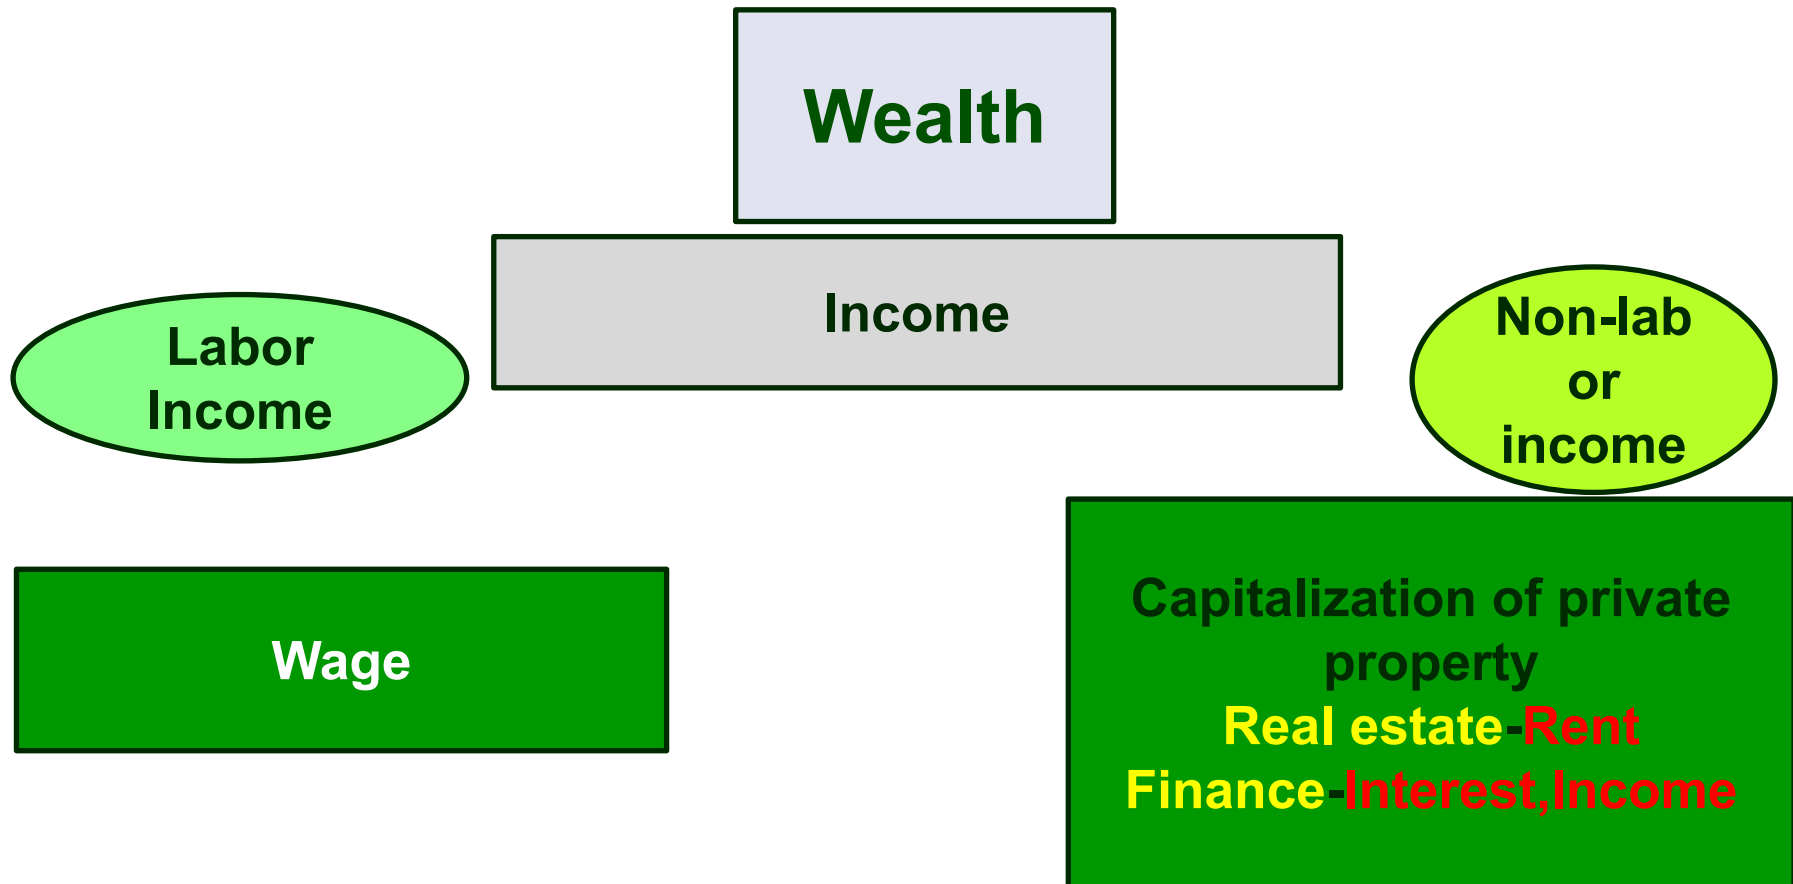 Wealth
Income
Labor
Income
Non-lab
or
income
Wage
Capitalization of private
property
Real estate-Rent
Finance-Interest,Income